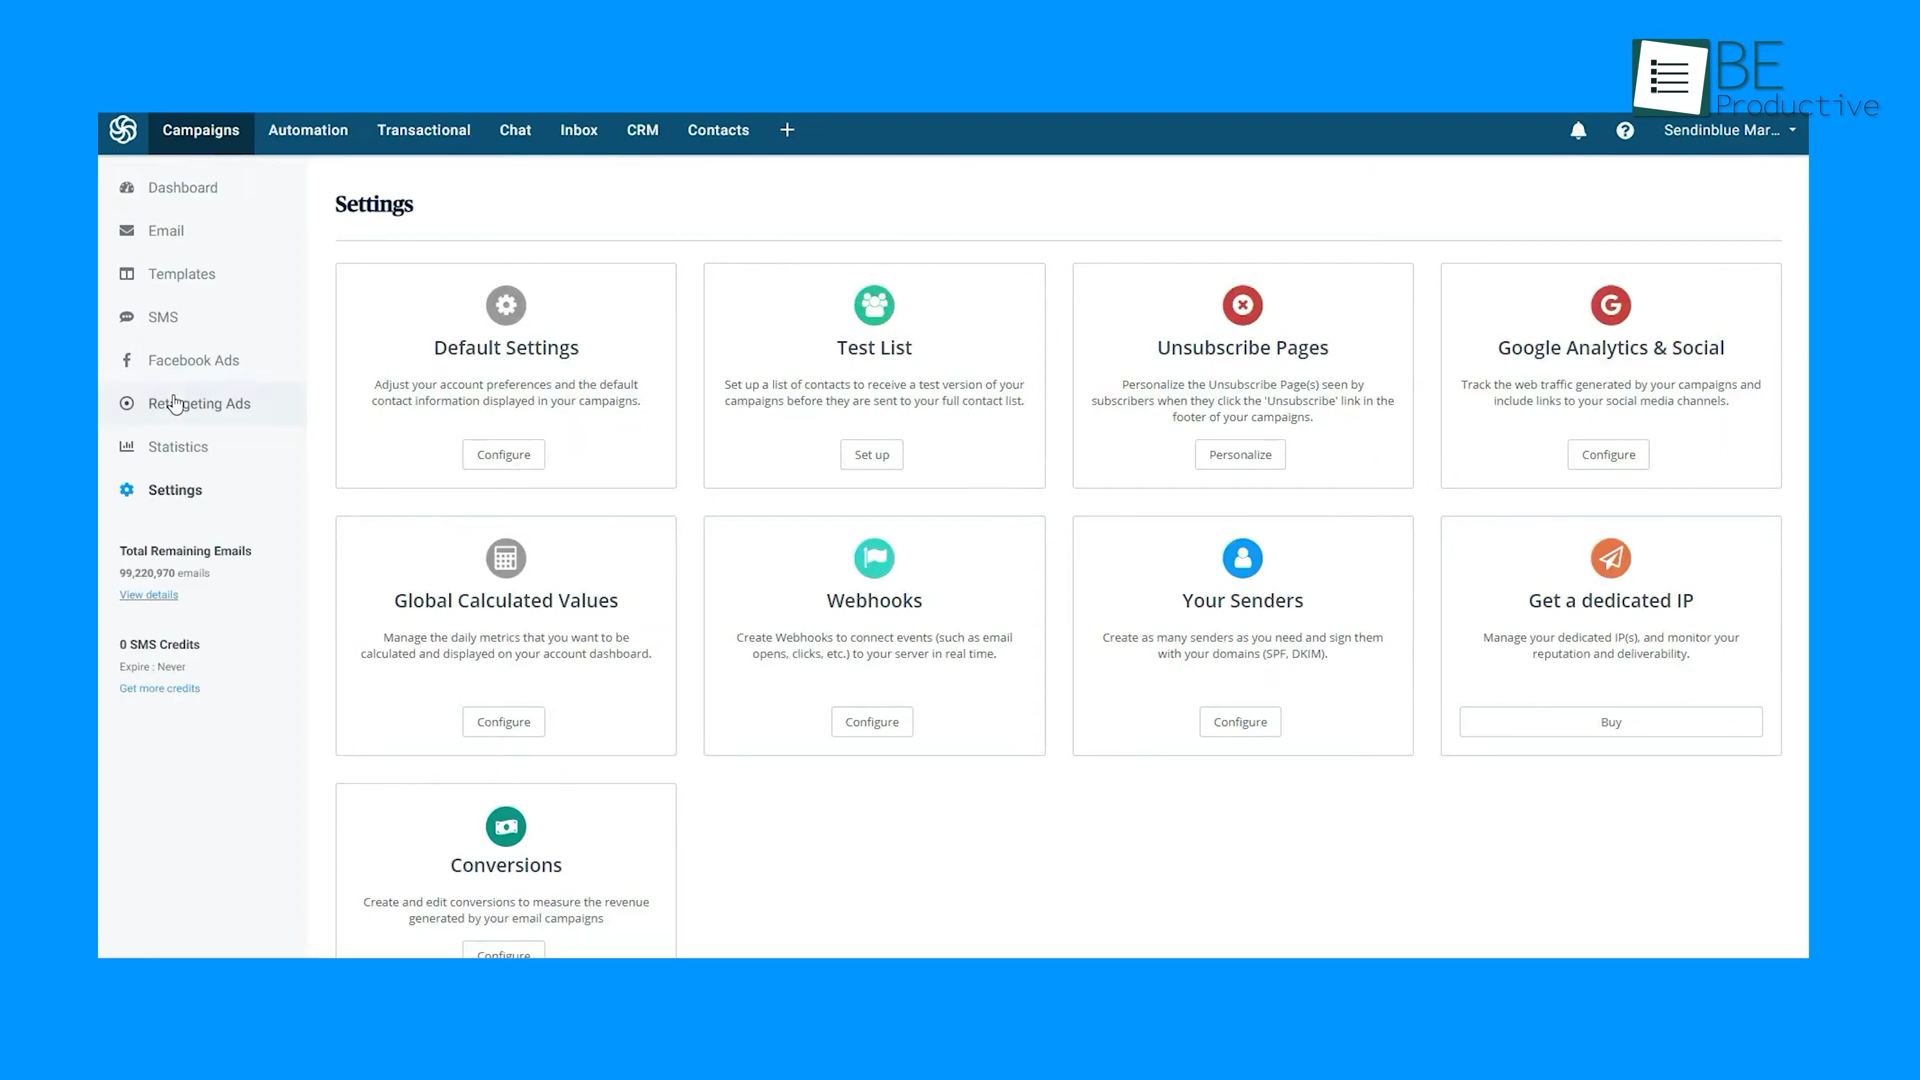 BE
Productive
Campaigns Automation Transactional Chat Inbox CRM Contacts + Sendinblue Mar...
Dashboard
Email
Templates
SMS
Facebook Ads
Retargeting Ads
Statistics
Settings
Total Remaining Emails
99,220,970 emails
View details
0 SMS Credits
Expire : Never
Get more credits
Settings
Default Settings
Adjust your account preferences and the default
contact information displayed in your campaigns.
Configure
Test List
Set up a list of contacts to receive a test version of your
campaigns before they are sent to your full contact list.
Set up
Unsubscribe Pages
Personalize the Unsubscribe Page(s) seen by
subscribers when they click the 'Unsubscribe' link in the
footer of your campaigns.
Personalize
Google Analytics & Social
Track the web traffic generated by your campaigns and
include links to your social media channels.
Configure
Global Calculated Values
Manage the daily metrics that you want to be
calculated and displayed on your account dashboard.
Configure
Webhooks
Create Webhooks to connect events (such as email
opens, clicks, etc.) to your server in real time.
Configure
Your Senders
Create as many senders as you need and sign them
with your domains (SPF, DKIM).
Configure
Get a dedicated IP
Manage your dedicated IP(s), and monitor your
reputation and deliverability.
Buy
Conversions
Create and edit conversions to measure the revenue
generated by your email campaigns
Configure